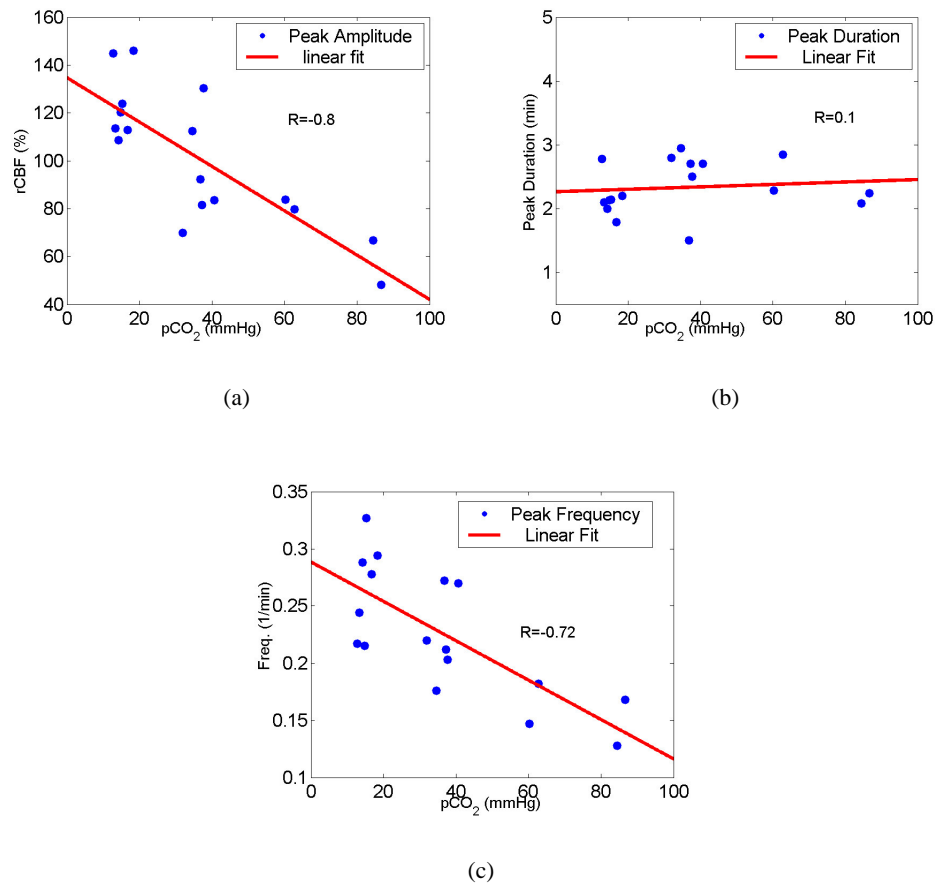 160
140
120
100
80
60
40
rCBF (%)
Peak Amplitude
linear fit
R=-0.8
0 20 40 60 80 100
pCO2 (mmHg)
(a)
5
4
3
2
1
Peak Duration (min)
Peak Duration
Linear Fit
R=0.1
0 20 40 60 80 100
pCO2 (mmHg)
(b)
0.35
0.3
0.25
0.2
0.15
0.1
Freq. (1/min)
Peak Frequency
Linear Fit
R=-0.72
0 20 40 60 80 100
pCO2 (mmHg)
(c)